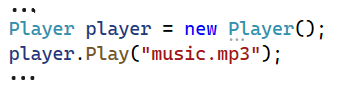 ...
Player player = new Player();
player.Play("music.mp3");
...